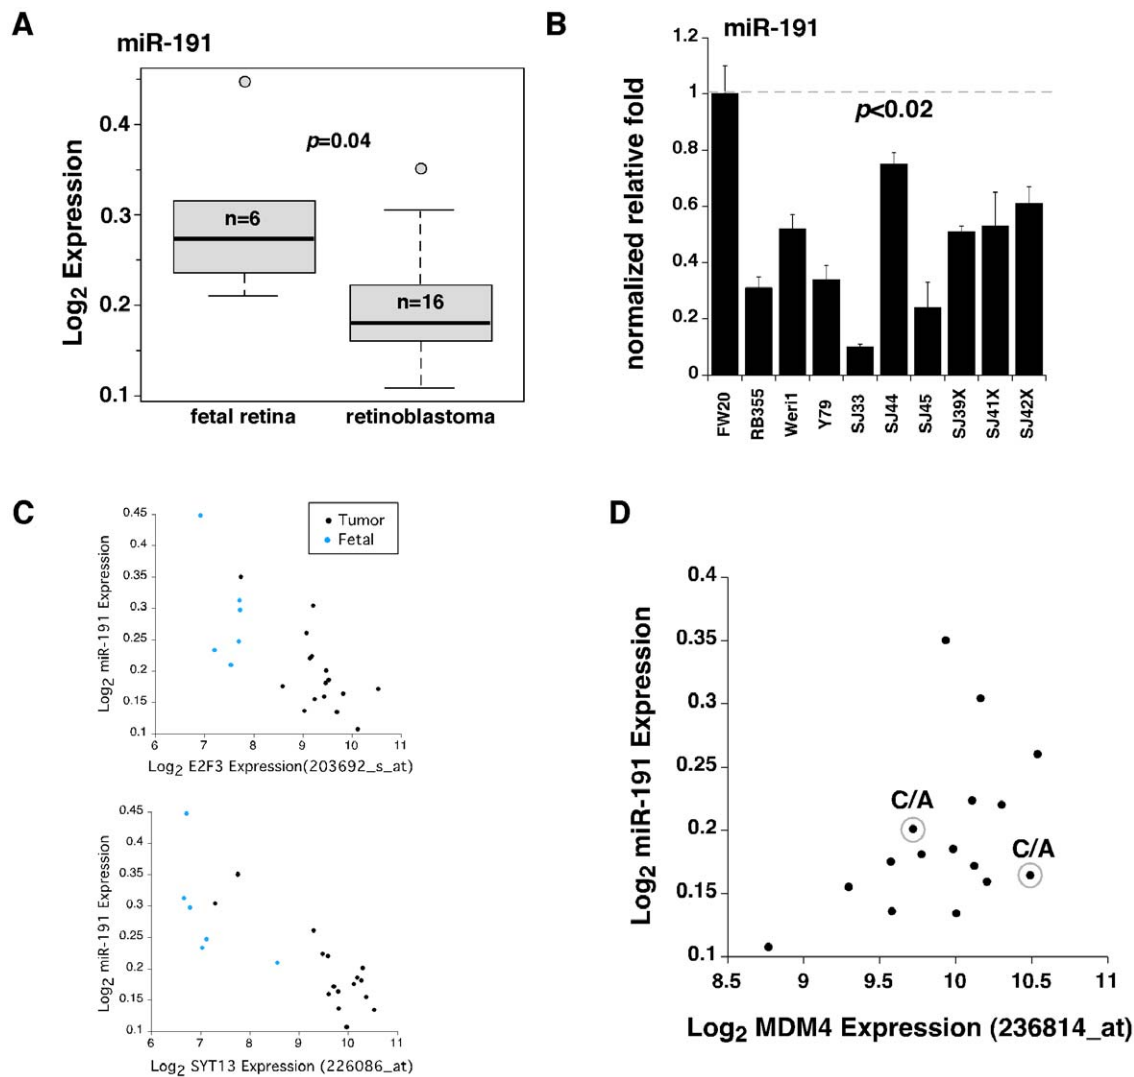 A
miR-191
Log2 Expression
0.4
0.3
0.2
0.1
p=0.04
n=6
n=16
fetal retina retinoblastoma
B
miR-191
normalized relative fold
1.2
1
0.8
0.6
0.4
0.2
0
p<0.02
FW20
RB355
Weri1
Y79
SJ33
SJ44
SJ45
SJ39X
SJ41X
SJ42X
C
Tumor
Fetal
Log2 miR-191 Expression
0.45
0.4
0.35
0.3
0.25
0.2
0.15
0.1
6 7 8 9 10 11
Log2 E2F3 Expression(203692_s_at)
Log2 miR-191 Expression
0.45
0.4
0.35
0.3
0.25
0.2
0.15
0.1
6 7 8 9 10 11
Log2 SYT13 Expression (226086_at)
D
Log2 miR-191 Expression
0.4
0.35
0.3
0.25
0.2
0.15
0.1
C/A
C/A
8.5 9 9.5 10 10.5 11
Log2 MDM4 Expression (236814_at)